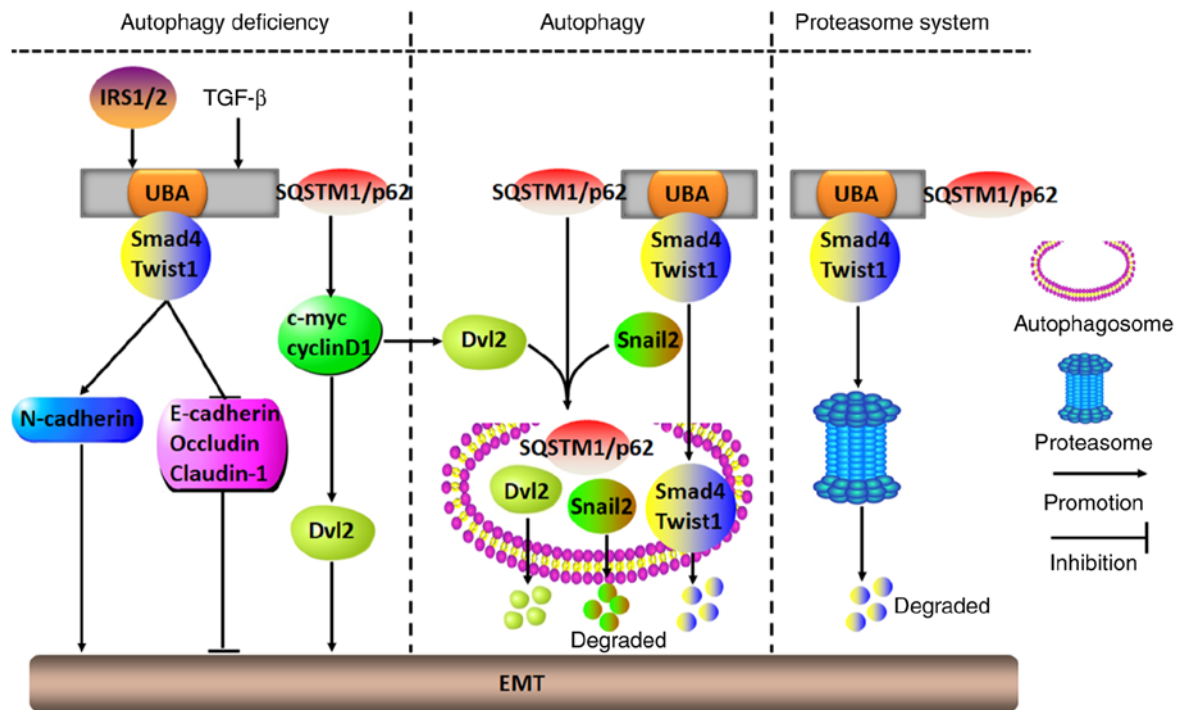 Autophagy deficiency
Autophagy
Proteasome system
IRS1/2
TGF-β
UBA
SQSTM1/p62
Smad4
Twist1
c-myc
cyclinD1
N-cadherin
E-cadherin
Occludin
Claudin-1
Dvl2
SQSTM1/p62
UBA
Smad4
Twist1
Dvl2
Snail2
SQSTM1/p62
Dvl2
Snail2
Smad4
Twist1
Degraded
UBA
SQSTM1/p62
Smad4
Twist1
Degraded
Autophagosome
Proteasome
Promotion
Inhibition
EMT